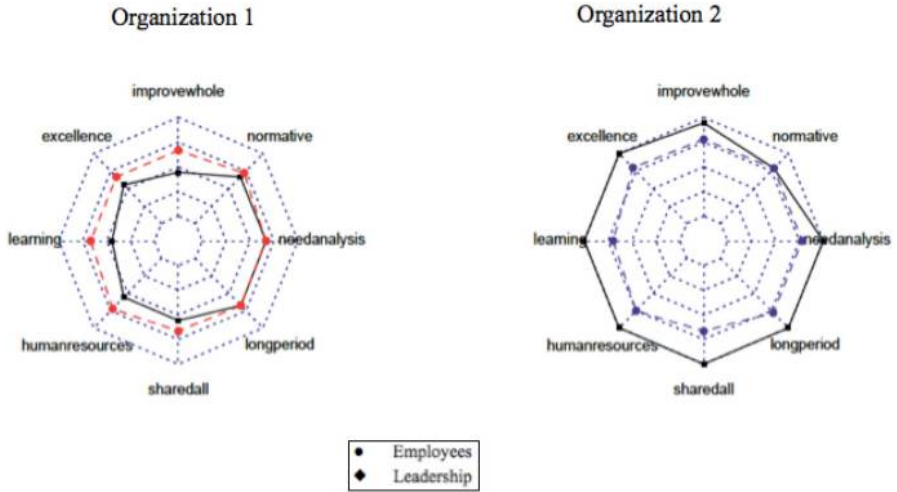 Organization 1
Organization 2
improvewhole
excellence
normative
learning
needanalysis
humanresources
longperiod
sharedall
improvewhole
excellence
normative
learning
needanalysis
humanresources
longperiod
sharedall
Employees
Leadership